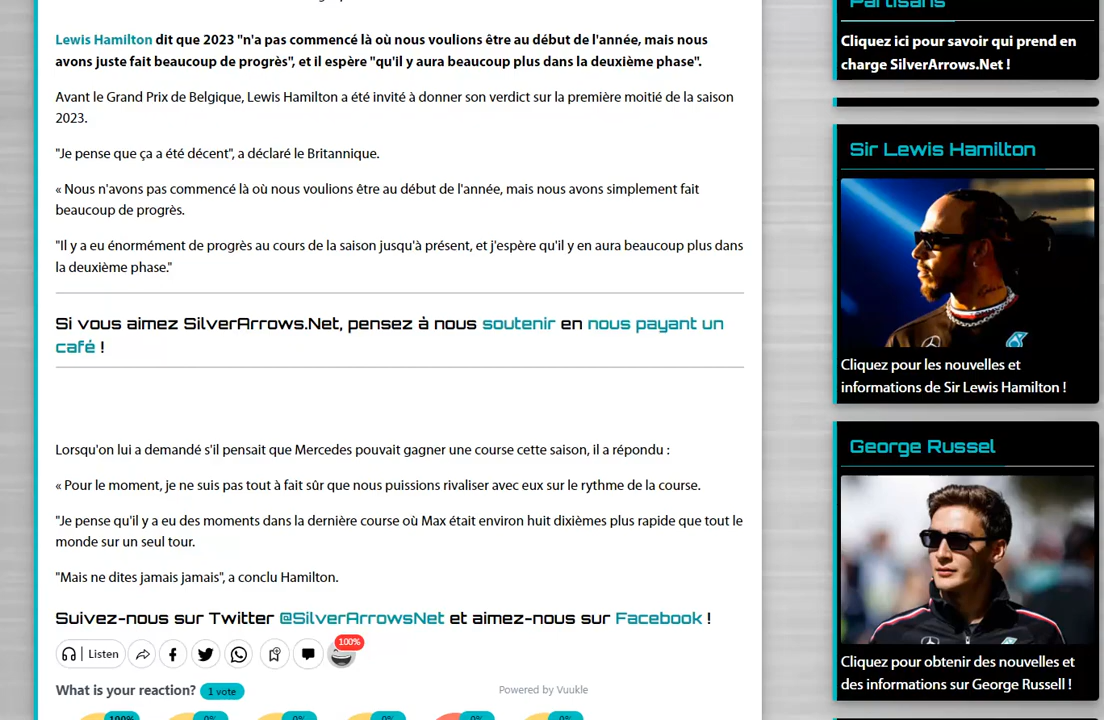 Lewis Hamilton dit que 2023 "n'a pas commencé là où nous voulions être au début de l'année, mais nous
avons juste fait beaucoup de progrès", et il espère "qu'il y aura beaucoup plus dans la deuxième phase".
Avant le Grand Prix de Belgique, Lewis Hamilton a été invité à donner son verdict sur la première moitié de la saison
2023.
"Je pense que ça a été décent", a déclaré le Britannique.
« Nous n'avons pas commencé là où nous voulions être au début de l'année, mais nous avons simplement fait
beaucoup de progrès.
"Il y a eu énormément de progrès au cours de la saison jusqu'à présent, et j'espère qu'il y en aura beaucoup plus dans
la deuxième phase."
Si vous aimez SilverArrows.Net, pensez à nous soutenir en nous payant un
café !
Lorsqu'on lui a demandé s'il pensait que Mercedes pouvait gagner une course cette saison, il a répondu :
« Pour le moment, je ne suis pas tout à fait sûr que nous puissions rivaliser avec eux sur le rythme de la course.
"Je pense qu'il y a eu des moments dans la dernière course où Max était environ huit dixièmes plus rapide que tout le
monde sur un seul tour.
"Mais ne dites jamais jamais", a conclu Hamilton.
Suivez-nous sur Twitter @SilverArrowsNet et aimez-nous sur Facebook !
Listen
100%
What is your reaction? 1 vote
Powered by Vuukle
100% 0% 0% 0% 0% 0%
Partisans
Cliquez ici pour savoir qui prend en
charge SilverArrows.Net !
Sir Lewis Hamilton
Cliquez pour les nouvelles et
informations de Sir Lewis Hamilton !
George Russel
Cliquez pour obtenir des nouvelles et
des informations sur George Russell !